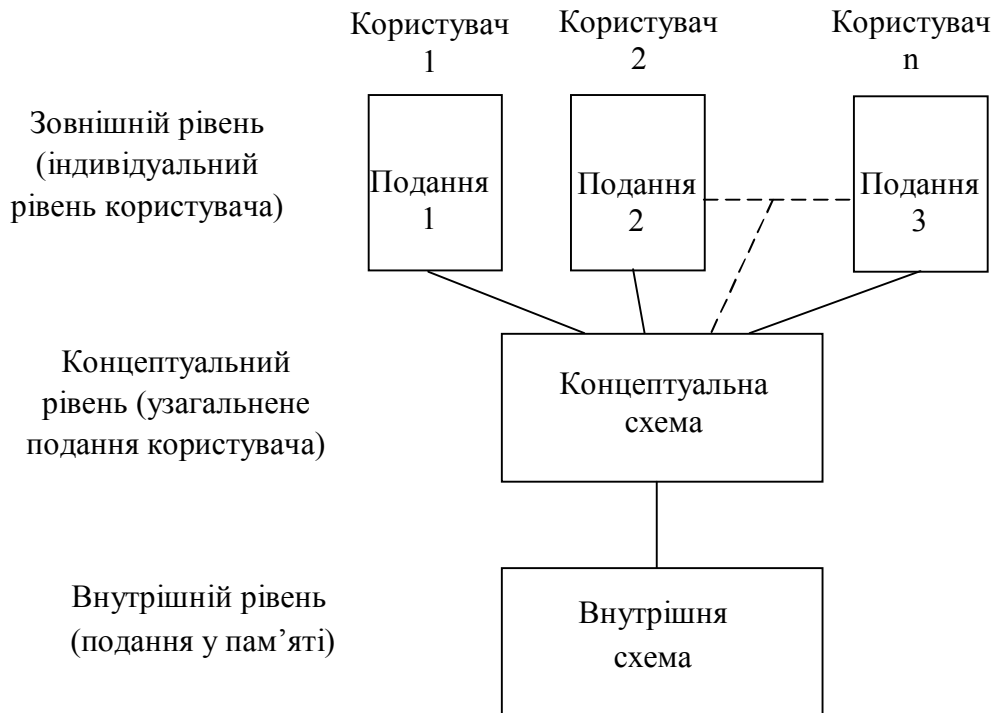 Користувач
1
Користувач
2
Користувач
n
Зовнішній рівень
(індивідуальний
рівень користувача)
Подання
1
Подання
2
Подання
3
Концептуальний
рівень (узагальнене
подання користувача)
Концептуальна
схема
Внутрішній рівень
(подання у пам’яті)
Внутрішня
схема